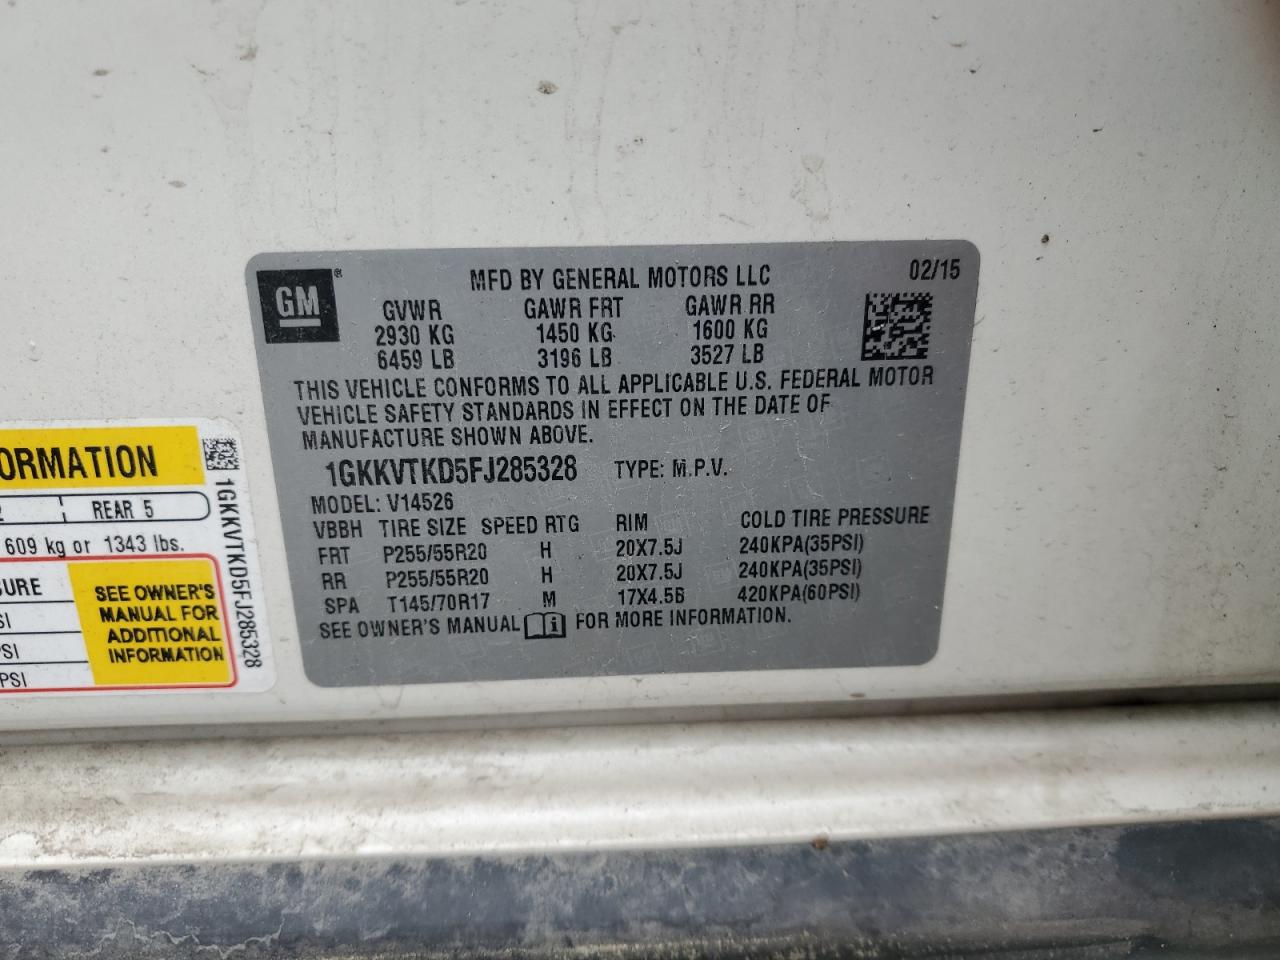 GM ®
MFD BY GENERAL MOTORS LLC 02/15
GVWR GAWR FRT GAWR RR
2930 KG 1450 KG 1600 KG
6459 LB 3196 LB 3527 LB
THIS VEHICLE CONFORMS TO ALL APPLICABLE U.S. FEDERAL MOTOR
VEHICLE SAFETY STANDARDS IN EFFECT ON THE DATE OF
MANUFACTURE SHOWN ABOVE.
1GKKVTKD5FJ285328 TYPE: M.P.V.
MODEL: V14526
VBBH TIRE SIZE SPEED RTG RIM COLD TIRE PRESSURE
FRT P255/55R20 H 20X7.5J 240KPA(35PSI)
RR P255/55R20 H 20X7.5J 240KPA(35PSI)
SPA T145/70R17 M 17X4.5B 420KPA(60PSI)
SEE OWNER'S MANUAL i FOR MORE INFORMATION.
ORMATION
2 REAR 5
609 kg or 1343 lbs.
SURE
SI
PSI
PSI
SEE OWNER'S
MANUAL FOR
ADDITIONAL
INFORMATION
1GKKVTKD5FJ285328